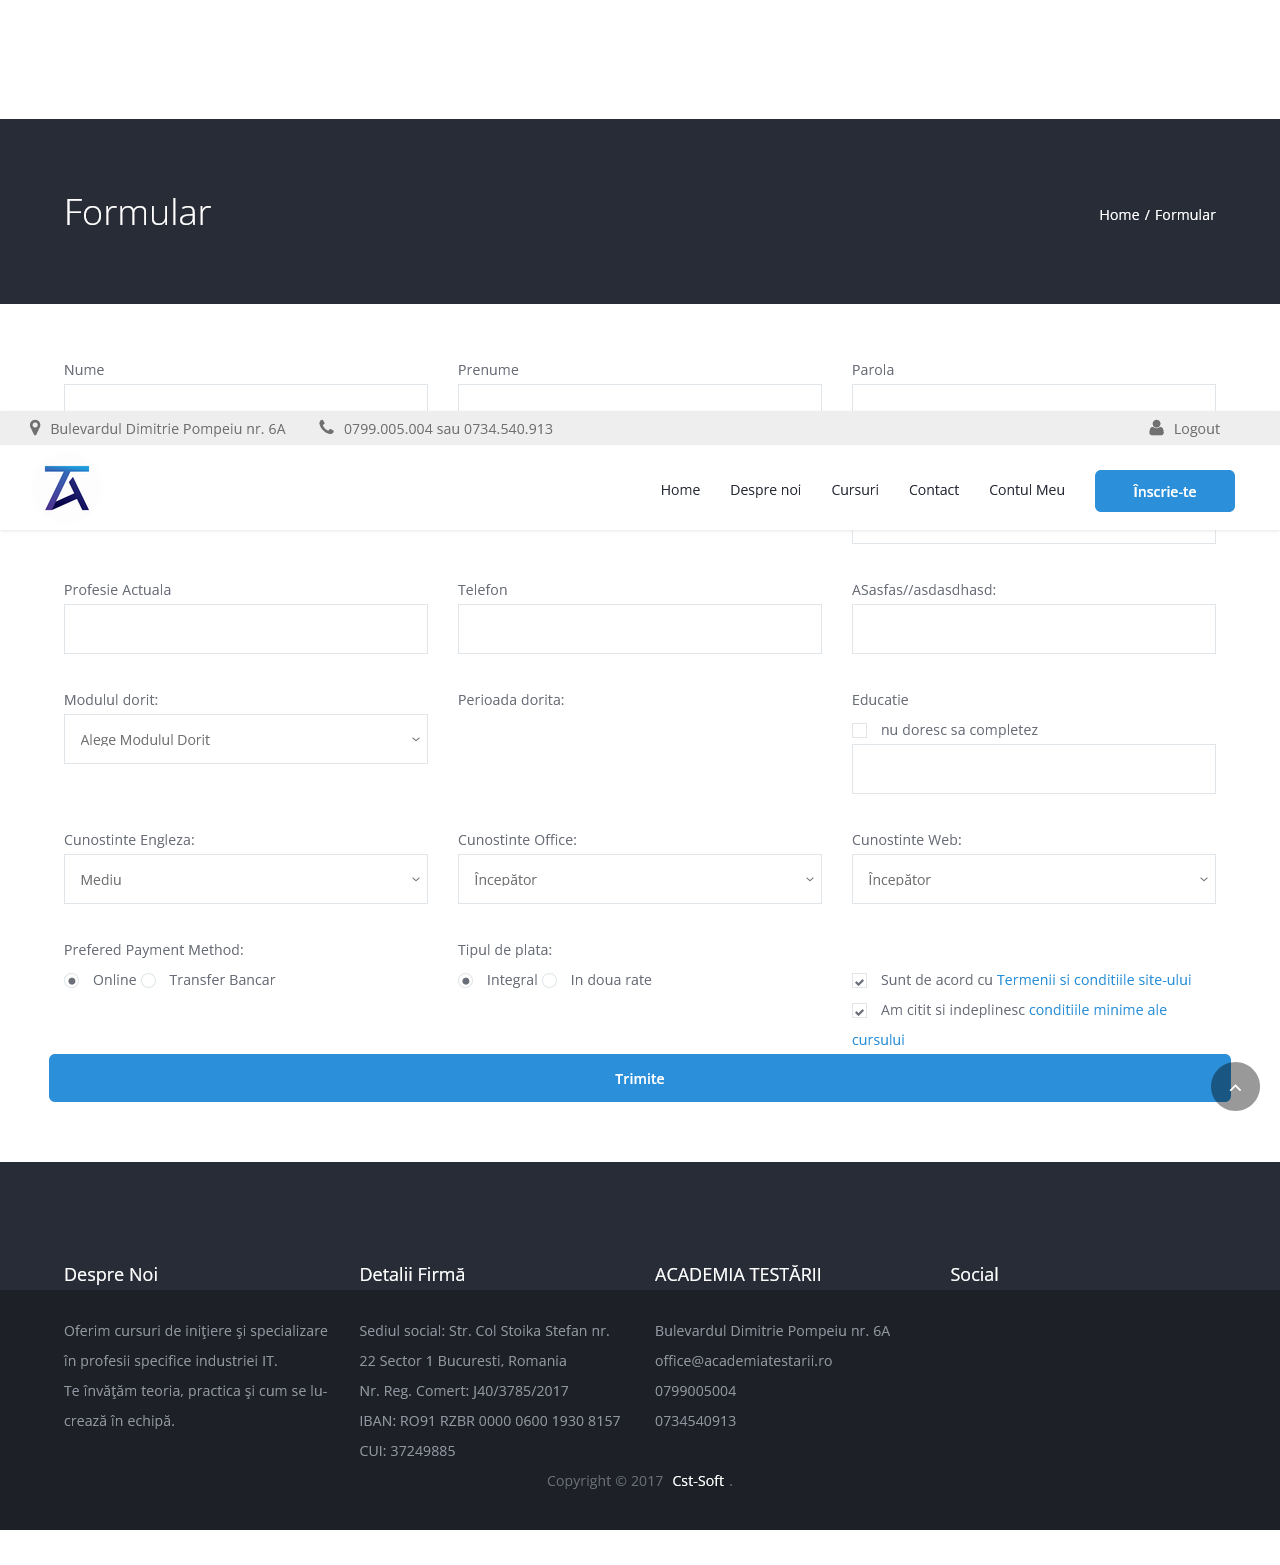 Formular
Home / Formular
Nume
Prenume
Parola
Bulevardul Dimitrie Pompeiu nr. 6A
0799.005.004 sau 0734.540.913
Logout
Home
Despre noi
Cursuri
Contact
Contul Meu
Înscrie-te
Profesie Actuala
Telefon
ASasfas//asdasdhasd:
Modulul dorit:
Perioada dorita:
Educatie
Alege Modulul Dorit
nu doresc sa completez
Cunostinte Engleza:
Cunostinte Office:
Cunostinte Web:
Mediu
Începător
Începător
Prefered Payment Method:
Tipul de plata:
Online
Transfer Bancar
Integral
In doua rate
Sunt de acord cu Termenii si conditiile site-ului
Am citit si indeplinesc conditiile minime ale
cursului
Trimite
Despre Noi
Oferim cursuri de inițiere și specializare
în profesii specifice industriei IT.
Te învățăm teoria, practica și cum se lu-
crează în echipă.
Detalii Firmă
Sediul social: Str. Col Stoika Stefan nr.
22 Sector 1 Bucuresti, Romania
Nr. Reg. Comert: J40/3785/2017
IBAN: RO91 RZBR 0000 0600 1930 8157
CUI: 37249885
ACADEMIA TESTĂRII
Bulevardul Dimitrie Pompeiu nr. 6A
office@academiatestarii.ro
0799005004
0734540913
Social
Copyright © 2017 Cst-Soft .